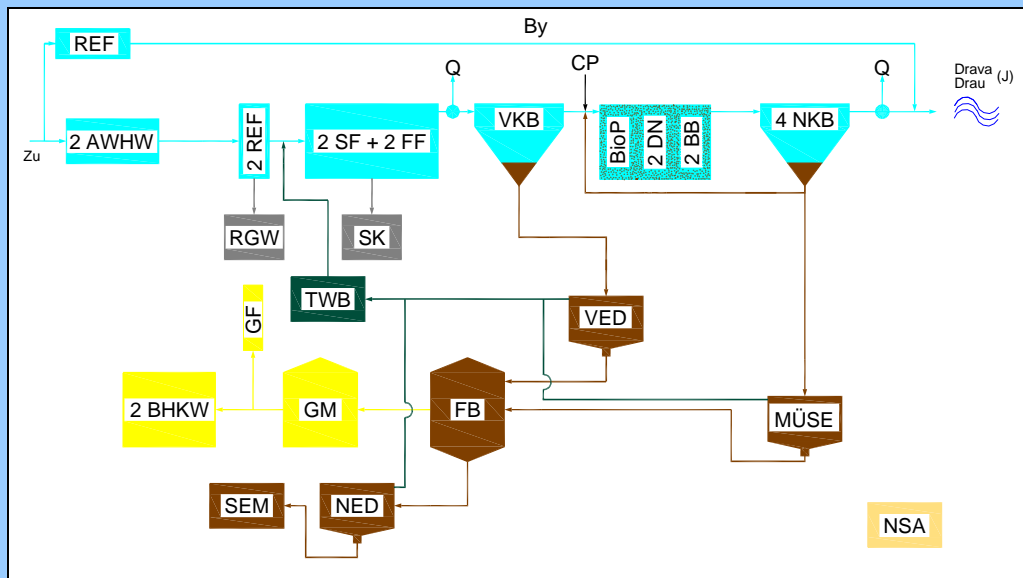 By
REF
Q
CP
Q
Drava
Drau (J)
2 AWHW
2 REF
2 SF + 2 FF
VKB
BioP
2 DN
2 BB
4 NKB
Zu
RGW
SK
TWB
VED
GF
2 BHKW
GM
FB
MÜSE
SEM
NED
NSA